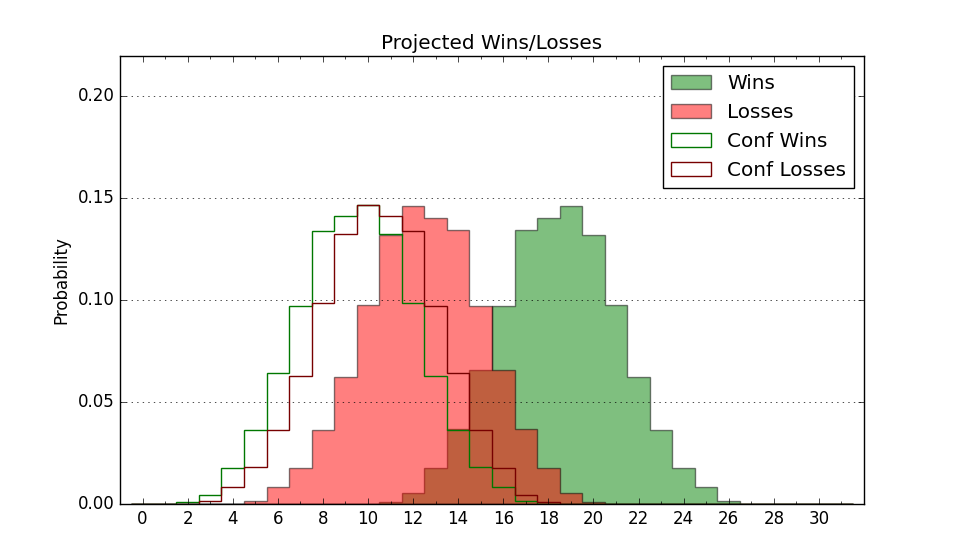 Projected Wins/Losses
Wins
Losses
Conf Wins
Conf Losses
Probability
0.20
0.15
0.10
0.05
0.00
0 2 4 6 8 10 12 14 16 18 20 22 24 26 28 30